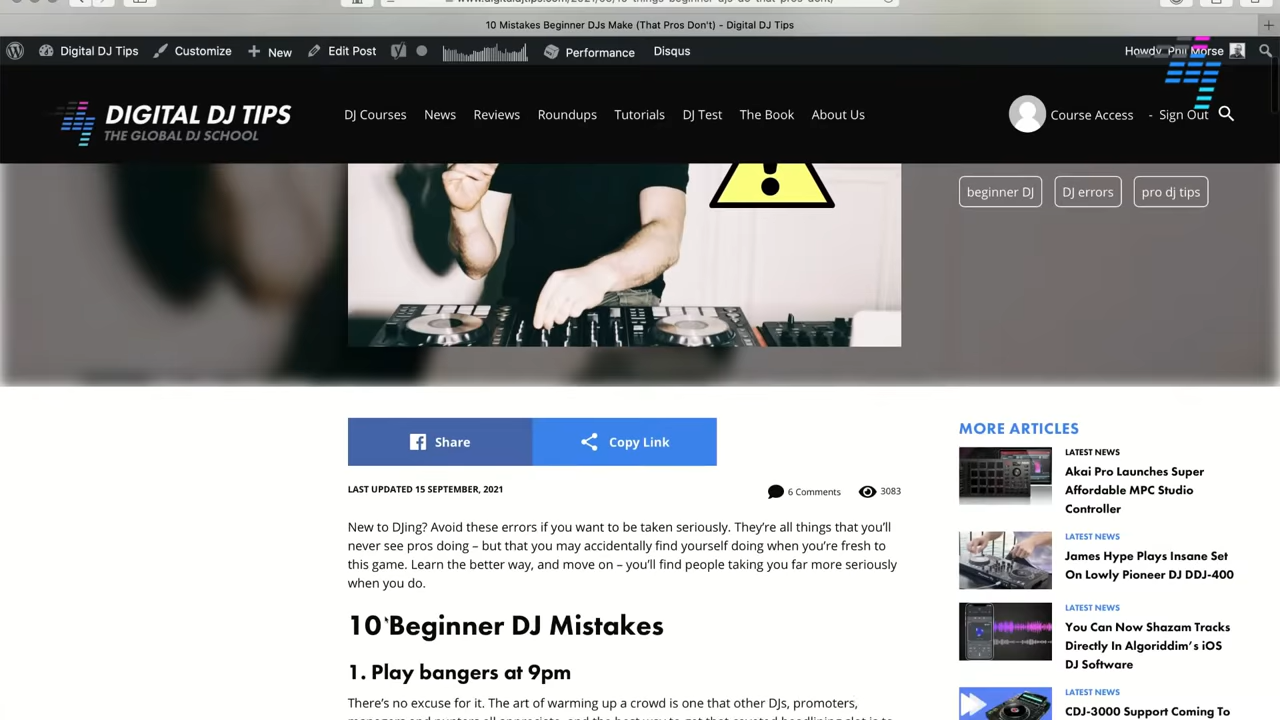 10 Mistakes Beginner DJs Make (That Pros Don't) - Digital DJ Tips
Digital DJ Tips
Customize
New
Edit Post
Performance
Disqus
Howdy, Phil Morse
DIGITAL DJ TIPS
THE GLOBAL DJ SCHOOL
DJ Courses
News
Reviews
Roundups
Tutorials
DJ Test
The Book
About Us
Course Access
- Sign Out
beginner DJ
DJ errors
pro dj tips
Share
Copy Link
LAST UPDATED 15 SEPTEMBER, 2021
6 Comments
3083
New to DJing? Avoid these errors if you want to be taken seriously. They're all things that you'll
never see pros doing – but that you may accidentally find yourself doing when you're fresh to
this game. Learn the better way, and move on – you'll find people taking you far more seriously
when you do.
10 Beginner DJ Mistakes
1. Play bangers at 9pm
There's no excuse for it. The art of warming up a crowd is one that other DJs, promoters,
MORE ARTICLES
LATEST NEWS
Akai Pro Launches Super
Affordable MPC Studio
Controller
LATEST NEWS
James Hype Plays Insane Set
On Lowly Pioneer DJ DDJ-400
LATEST NEWS
You Can Now Shazam Tracks
Directly In Algoriddim's iOS
DJ Software
LATEST NEWS
CDJ-3000 Support Coming To